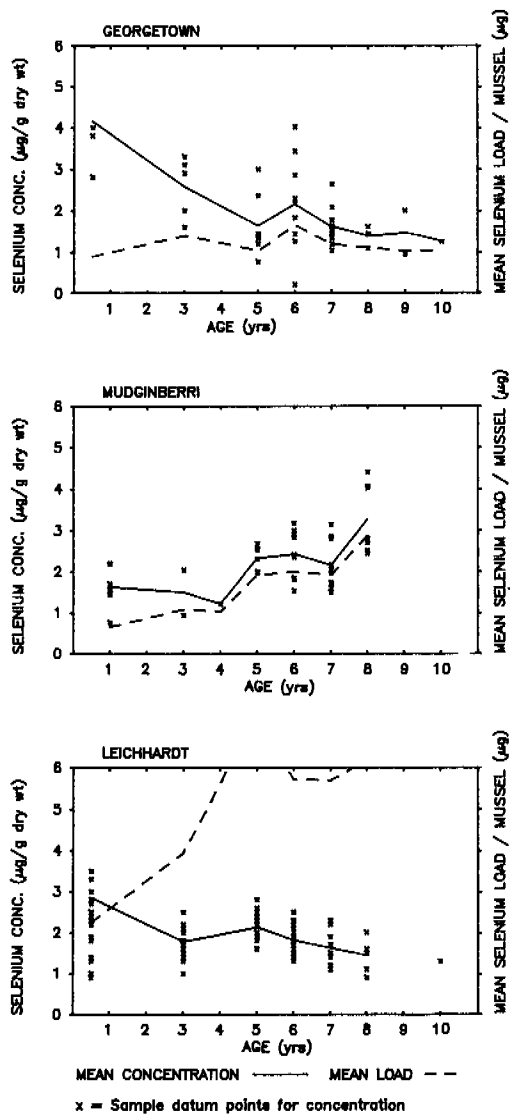 GEORGETOWN
SELENIUM CONC. (µg/g dry wt)
6
5
4
3
2
1
0
MEAN SELENIUM LOAD / MUSSEL (µg)
1 2 3 4 5 6 7 8 9 10
AGE (yrs)
MUDGINBERRI
SELENIUM CONC. (µg/g dry wt)
6
5
4
3
2
1
0
MEAN SELENIUM LOAD / MUSSEL (µg)
1 2 3 4 5 6 7 8 9 10
AGE (yrs)
LEICHHARDT
SELENIUM CONC. (µg/g dry wt)
6
5
4
3
2
1
0
MEAN SELENIUM LOAD / MUSSEL (µg)
1 2 3 4 5 6 7 8 9 10
AGE (yrs)
MEAN CONCENTRATION MEAN LOAD
x = Sample datum points for concentration